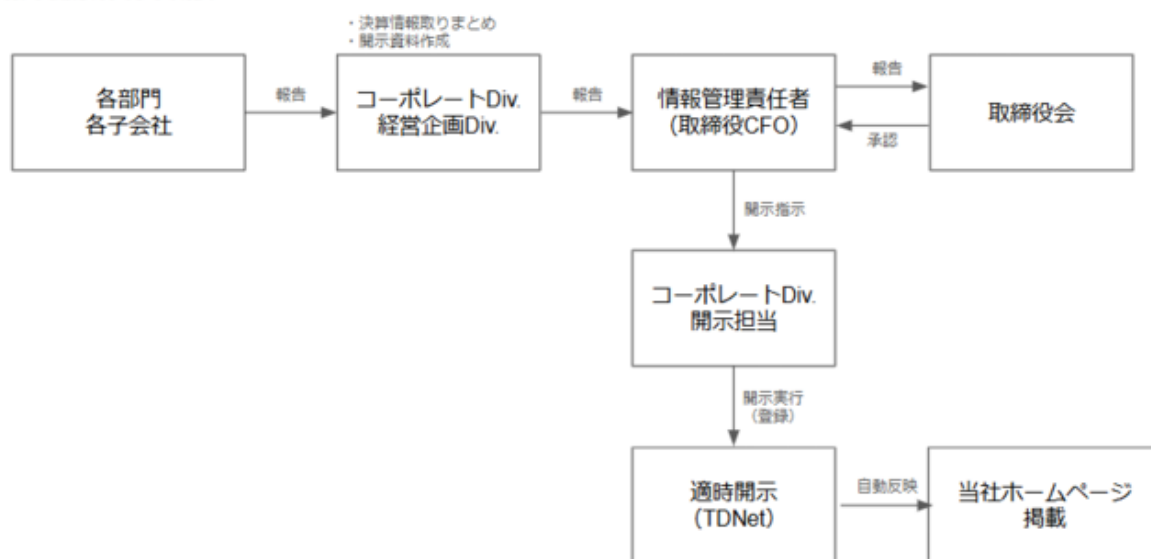 ・決算情報取りまとめ
・開示資料作成
各部門
各子会社
報告
コーポレートDiv.
経営企画Div.
報告
情報管理責任者
（取締役CFO）
報告
承認
取締役会
開示指示
コーポレートDiv.
開示担当
開示実行
（登録）
適時開示
（TDNet）
自動反映
当社ホームページ
掲載